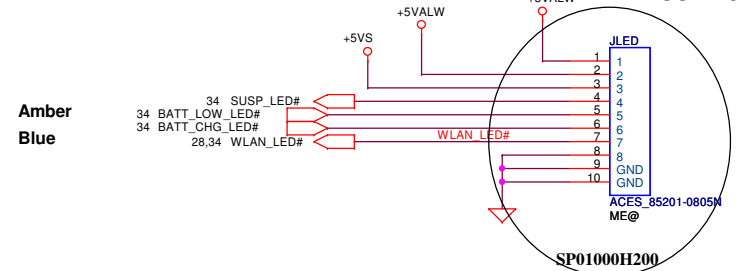 +5VALW
+5VS
JLED
1 1
2 2
3 3
34 SUSP_LED# 4 4
Amber 34 BATT_LOW_LED# 5 5
34 BATT_CHG_LED# 6 6
Blue 28,34 WLAN_LED# WLAN_LED# 7 7
8 8
9 GND
10 GND
ACES_85201-0805N
ME@
SP01000H200